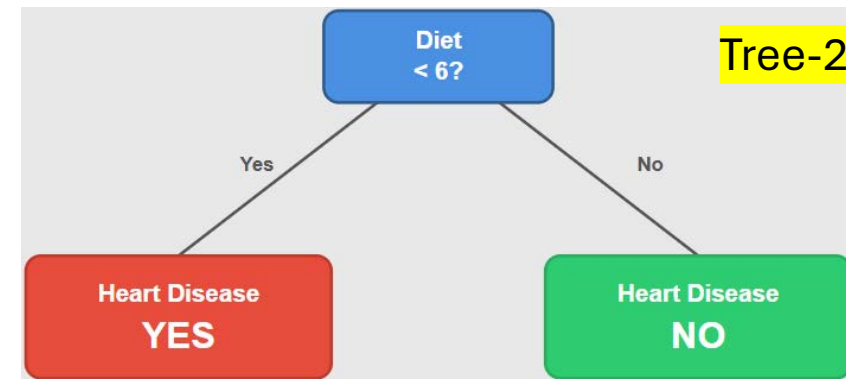 Diet
< 6?
Tree-2
Yes
No
Heart Disease
YES
Heart Disease
NO